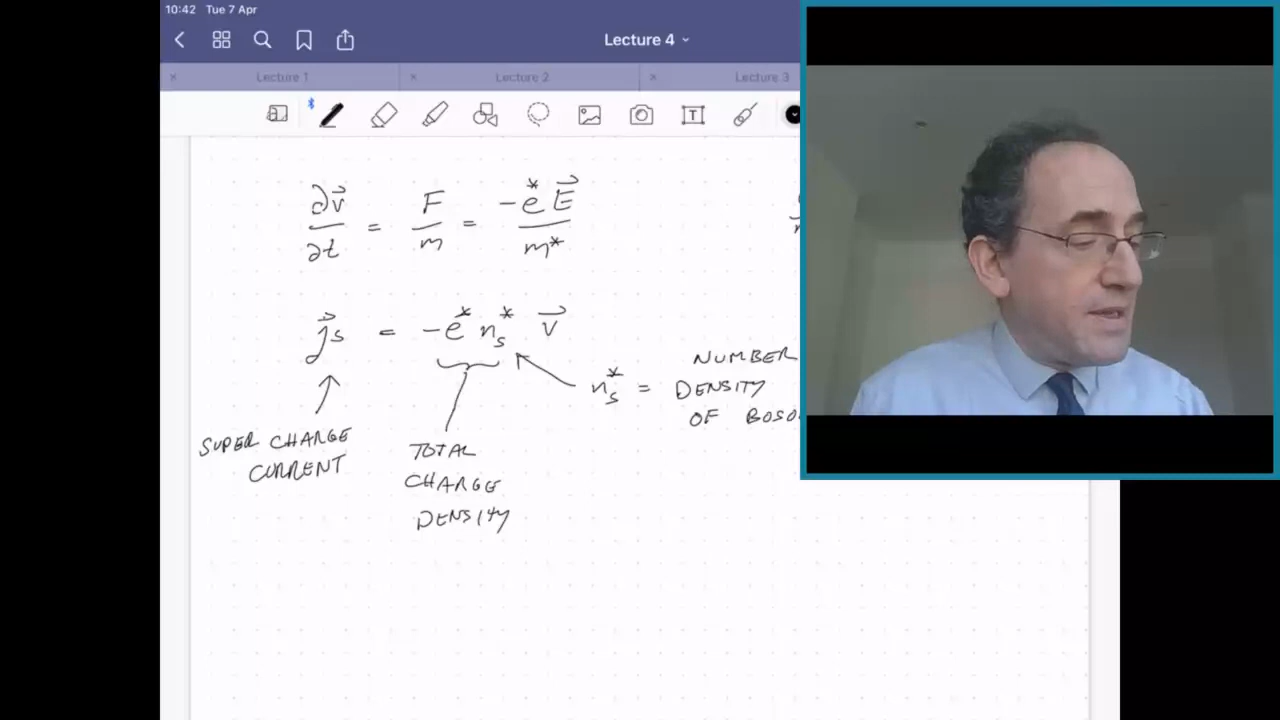 10:42 Tue 7 Apr
Lecture 4
Lecture 1
Lecture 2
Lecture 3
∂v⃗/∂t = F/m = -e* E⃗/m*
j⃗s = -e* ns* v⃗
ns* = NUMBER
DENSITY
OF BOSO
SUPER CHARGE
CURRENT
TOTAL
CHARGE
DENSITY